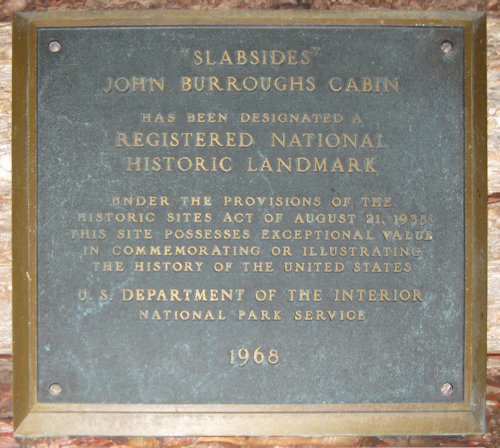 "SLABSIDES"
JOHN BURROUGHS CABIN
HAS BEEN DESIGNATED A
REGISTERED NATIONAL
HISTORIC LANDMARK
UNDER THE PROVISIONS OF THE
HISTORIC SITES ACT OF AUGUST 21, 1935
THIS SITE POSSESSES EXCEPTIONAL VALUE
IN COMMEMORATING OR ILLUSTRATING
THE HISTORY OF THE UNITED STATES
U. S. DEPARTMENT OF THE INTERIOR
NATIONAL PARK SERVICE
1968